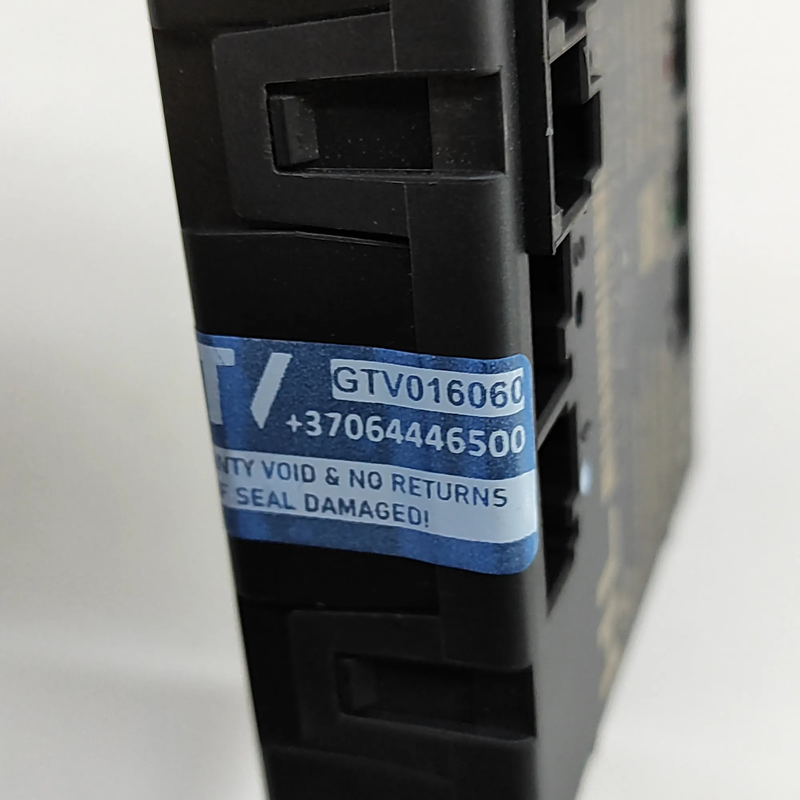 T/
GTV016060
+37064446500
NTY VOID & NO RETURNS
F SEAL DAMAGED!